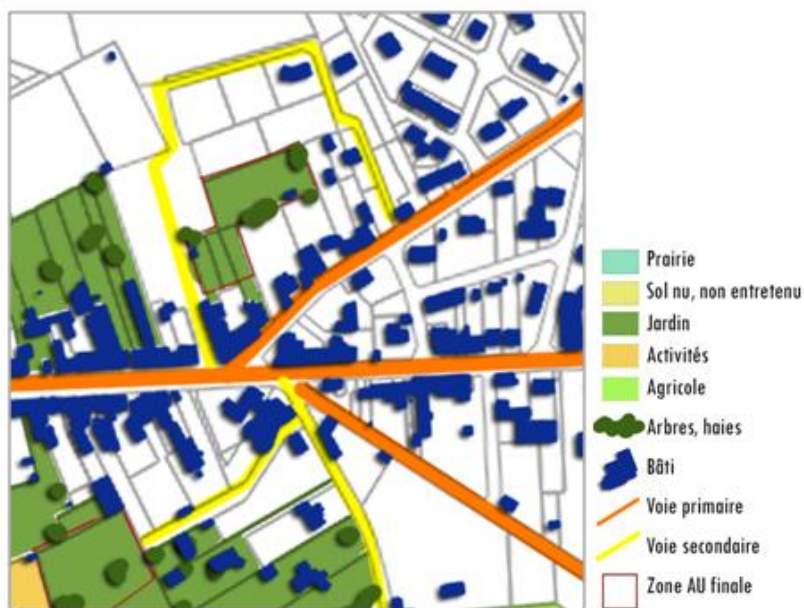 Prairie
Sol nu, non entretenu
Jardin
Activités
Agricole
Arbres, haies
Bâti
Voie primaire
Voie secondaire
Zone AU finale